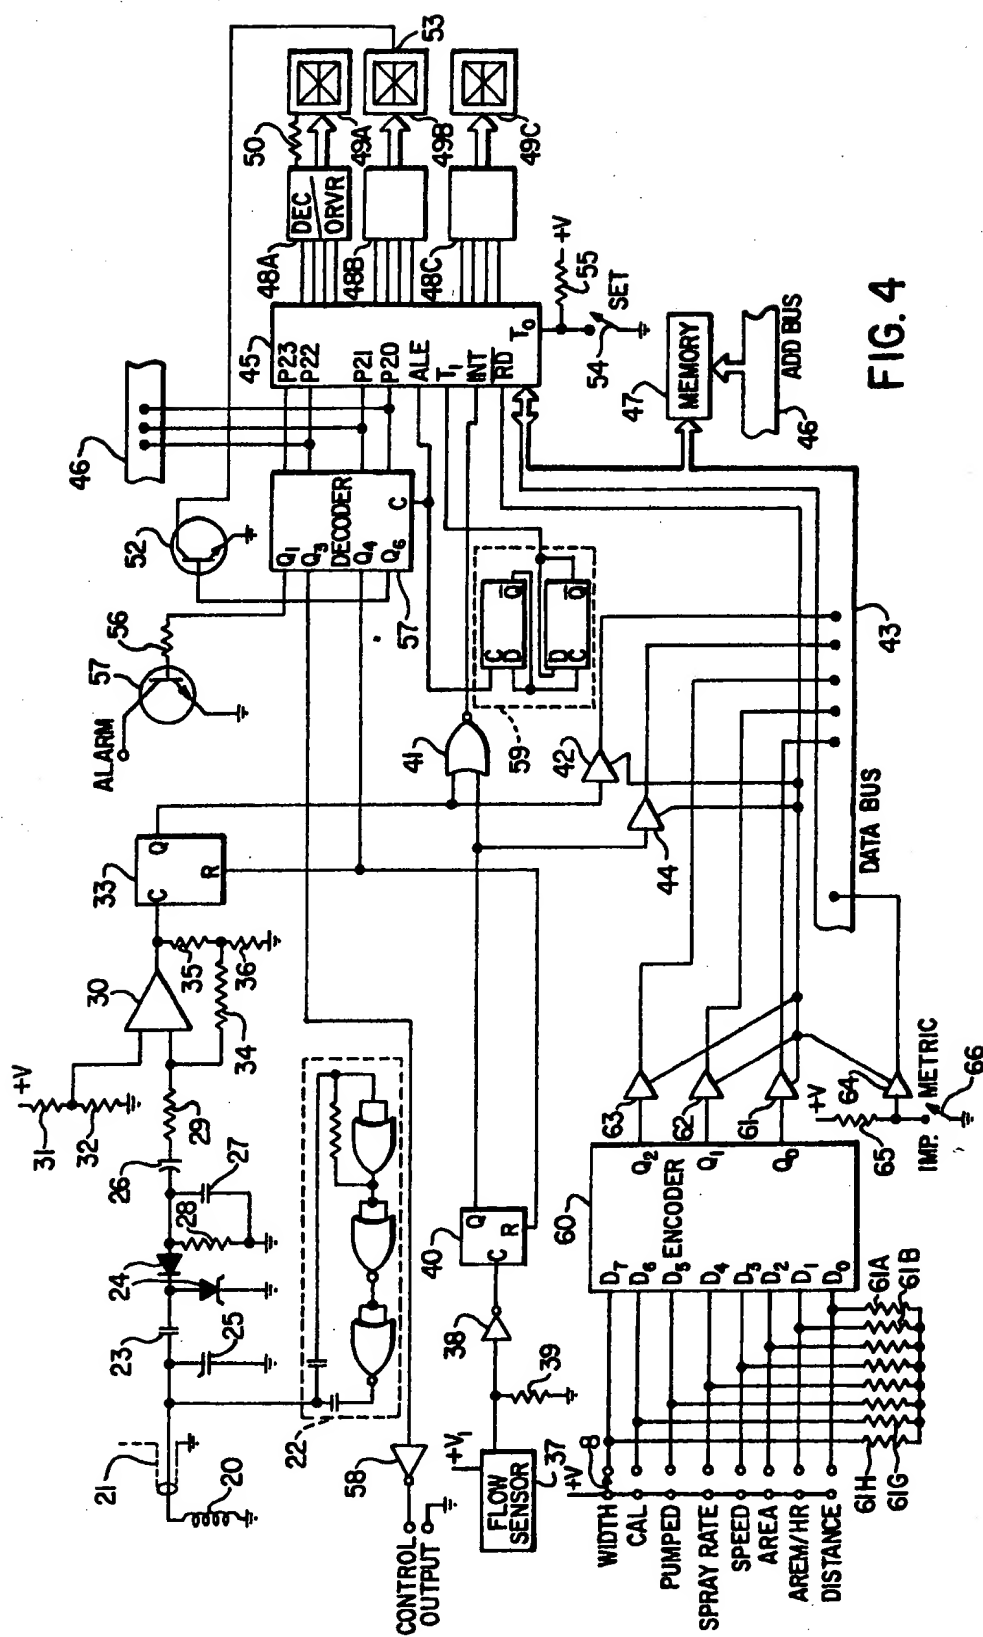 FIG. 4
21
20
23
25
24
28
26
27
29
+V
31
32
30
34
35
36
33
C
Q
R
ALARM
57
56
52
46
53
50
48A
DEC
DRVR
49A
48B
49B
48C
49C
45
P23
P22
P21
P20
ALE
T1
INT
RD
T0
+V
55
SET
54
47
MEMORY
46
ADD BUS
Q1
Q3
DECODER
Q4
Q6
C
57
22
58
CONTROL
OUTPUT
+V1
FLOW
SENSOR
37
39
38
40
C
Q
R
41
59
C
D
Q
D
C
Q
42
44
43
DATA BUS
+V
8
WIDTH
CAL
PUMPED
SPRAY RATE
SPEED
AREA
AREM/HR
DISTANCE
60
D7
D6
D5
D4
D3
D2
D1
D0
ENCODER
Q2
Q1
Q0
63
62
61
61H
61G
61A
61B
+V
65
64
IMP.
METRIC
66